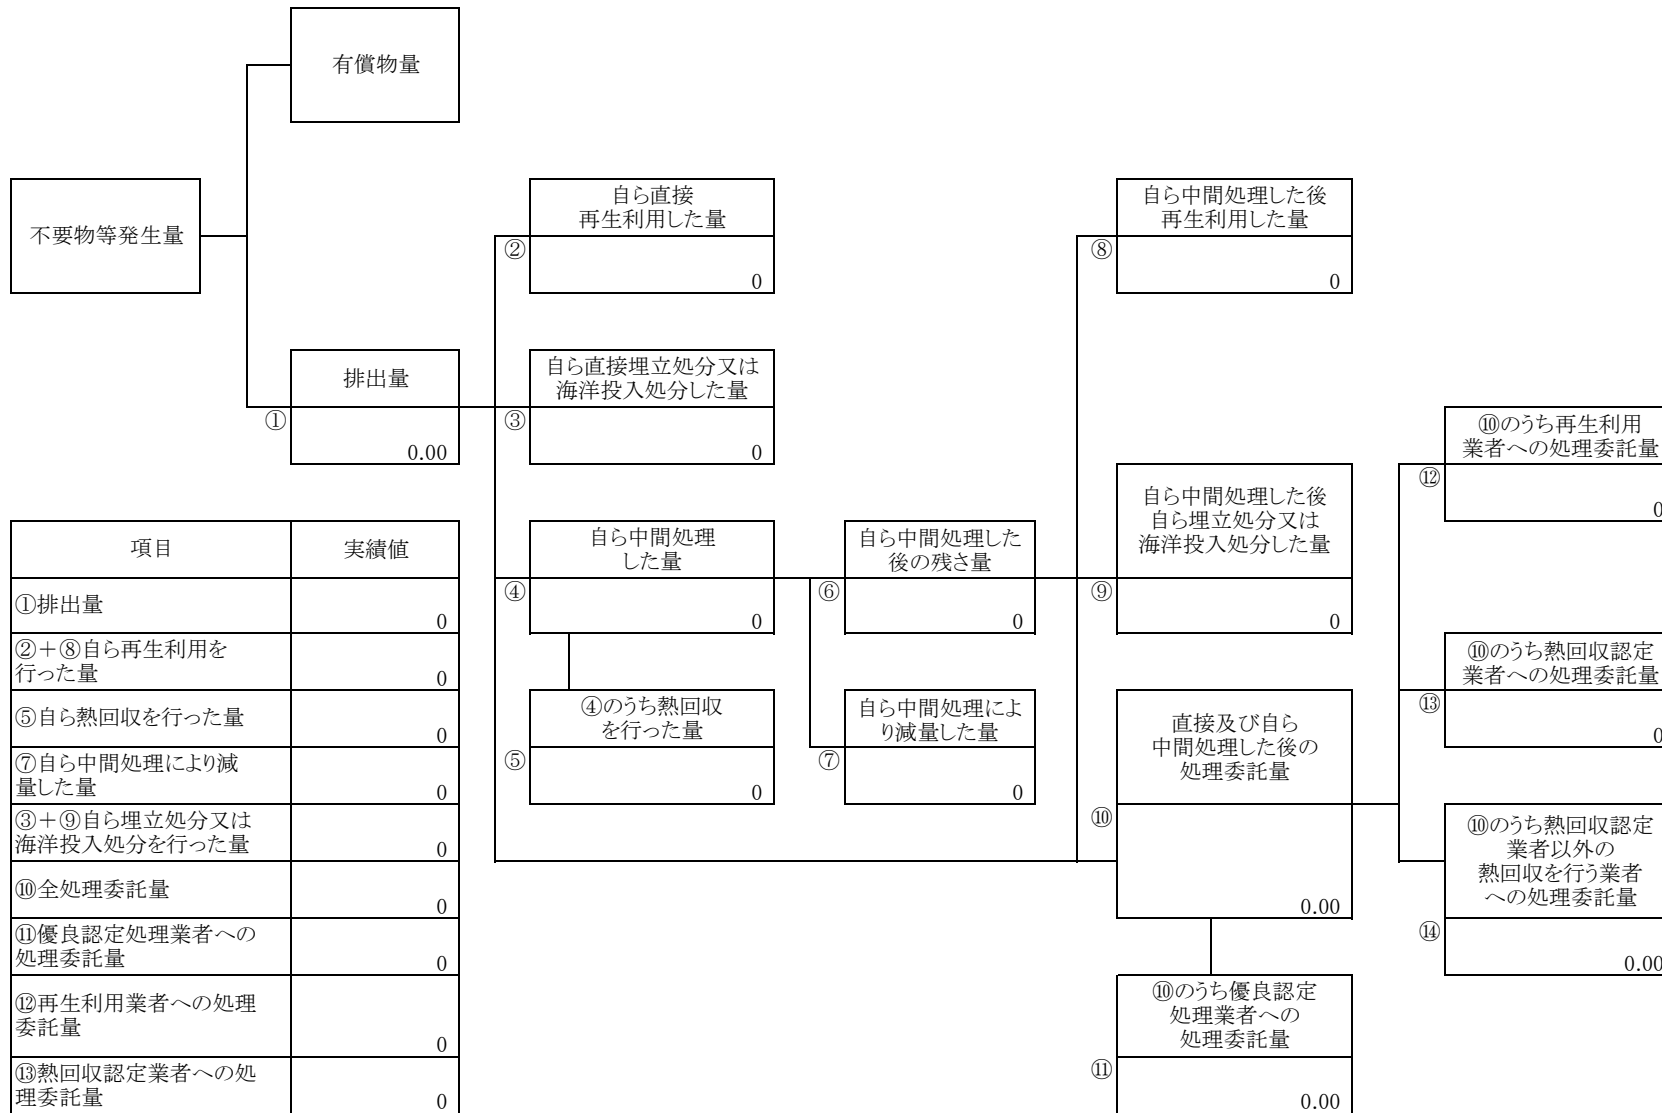 有償物量
不要物等発生量
自ら直接
再生利用した量
②
0
自ら中間処理した後
再生利用した量
⑧
0
排出量
①
0.00
自ら直接埋立処分又は
海洋投入処分した量
③
0
⑩のうち再生利用
業者への処理委託量
⑫
0
自ら中間処理した後
自ら埋立処分又は
海洋投入処分した量
⑨
0
自ら中間処理
した量
④
0
自ら中間処理した
後の残さ量
⑥
0
⑩のうち熱回収認定
業者への処理委託量
⑬
0
④のうち熱回収
を行った量
⑤
0
自ら中間処理によ
り減量した量
⑦
0
直接及び自ら
中間処理した後の
処理委託量
⑩
0.00
⑩のうち熱回収認定
業者以外の
熱回収を行う業者
への処理委託量
⑭
0.00
⑩のうち優良認定
処理業者への
処理委託量
⑪
0.00
項目 実績値
①排出量
0
②+⑧自ら再生利用を
行った量
0
⑤自ら熱回収を行った量
0
⑦自ら中間処理により減
量した量
0
③+⑨自ら埋立処分又は
海洋投入処分を行った量
0
⑩全処理委託量
0
⑪優良認定処理業者への
処理委託量
0
⑫再生利用業者への処理
委託量
0
⑬熱回収認定業者への処
理委託量
0